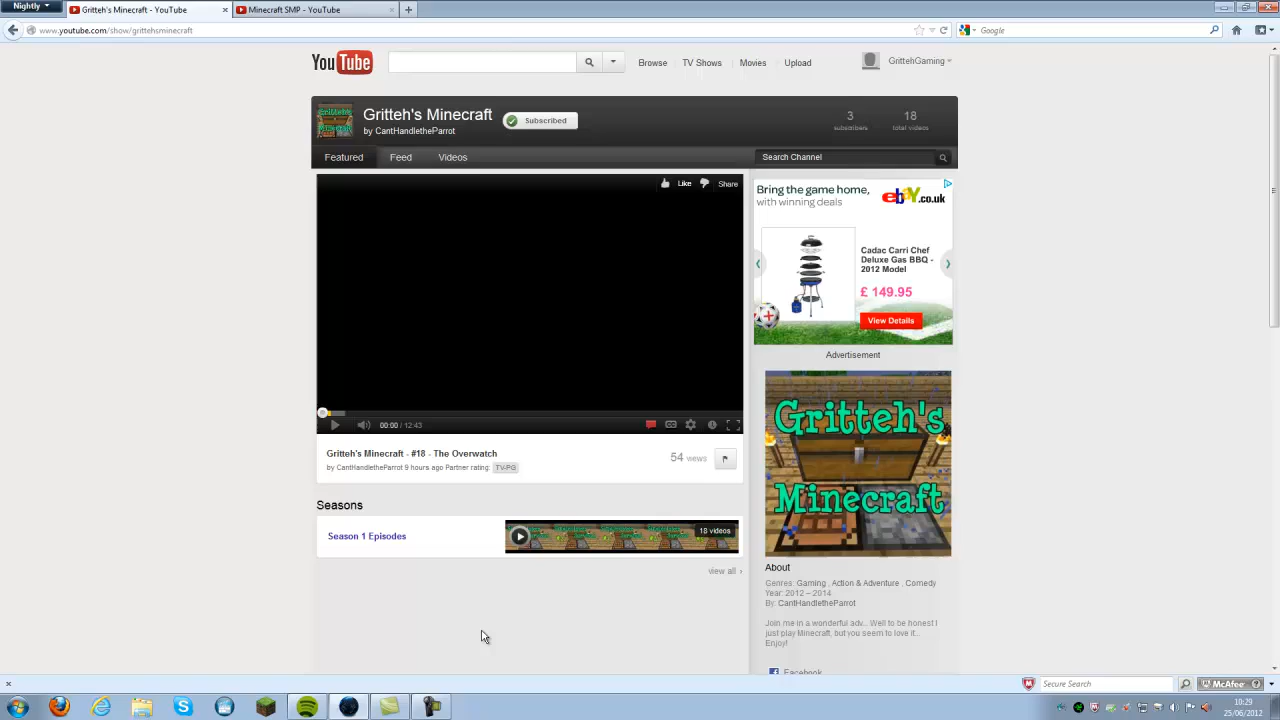 Nightly
Gritteh's Minecraft - YouTube
Minecraft SMP - YouTube
www.youtube.com/show/grittehsminecraft
Google
YouTube
Browse
TV Shows
Movies
Upload
GrittehGaming
Gritteh's Minecraft
by CantHandletheParrot
Subscribed
3
subscribers
18
total videos
Featured
Feed
Videos
Search Channel
Like
Share
00:00 / 12:43
Gritteh's Minecraft - #18 - The Overwatch
by CantHandletheParrot 9 hours ago Partner rating: TV-PG
54 views
Seasons
Season 1 Episodes
18 videos
view all ›
Bring the game home,
with winning deals
ebay.co.uk
Cadac Carri Chef
Deluxe Gas BBQ -
2012 Model
£ 149.95
View Details
Advertisement
Gritteh's
Minecraft
About
Genres: Gaming , Action & Adventure , Comedy
Year: 2012 – 2014
By: CantHandletheParrot
Join me in a wonderful adv... Well to be honest I
just play Minecraft, but you seem to love it...
Enjoy!
Facebook
Secure Search
McAfee
10:29
25/06/2012